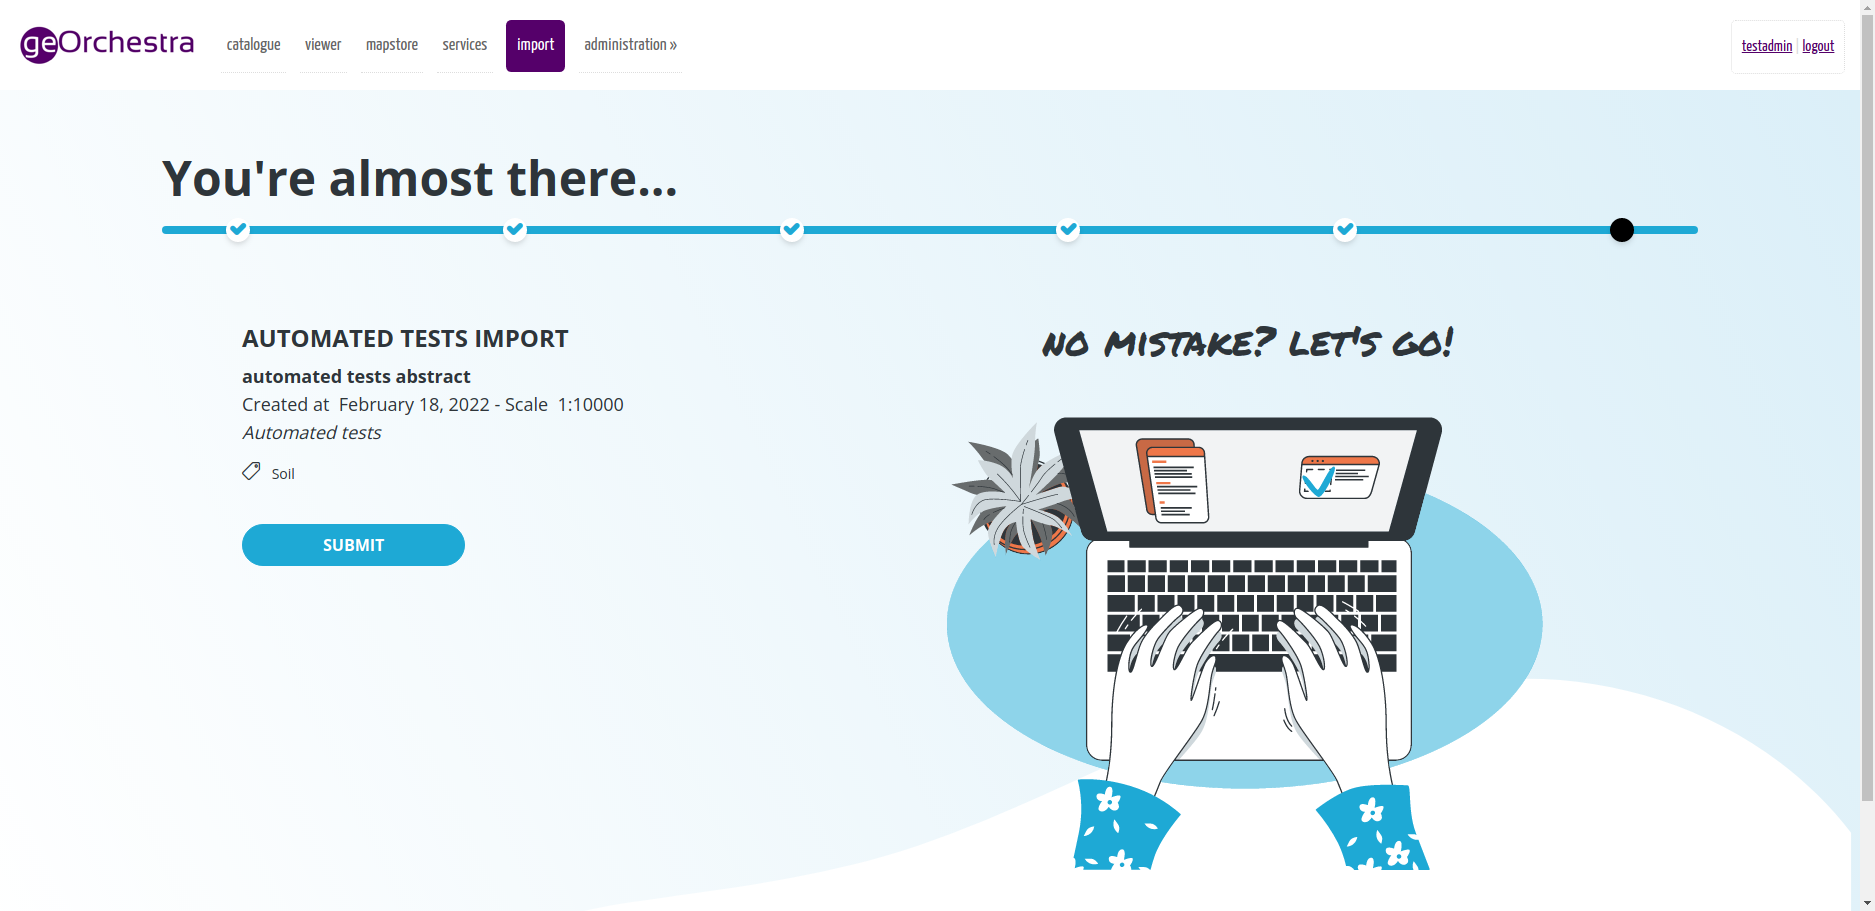 geOrchestra
catalogue viewer mapstore services import administration »
testadmin | logout
You're almost there...
AUTOMATED TESTS IMPORT
automated tests abstract
Created at February 18, 2022 - Scale 1:10000
Automated tests
Soil
SUBMIT
NO MISTAKE? LET'S GO!